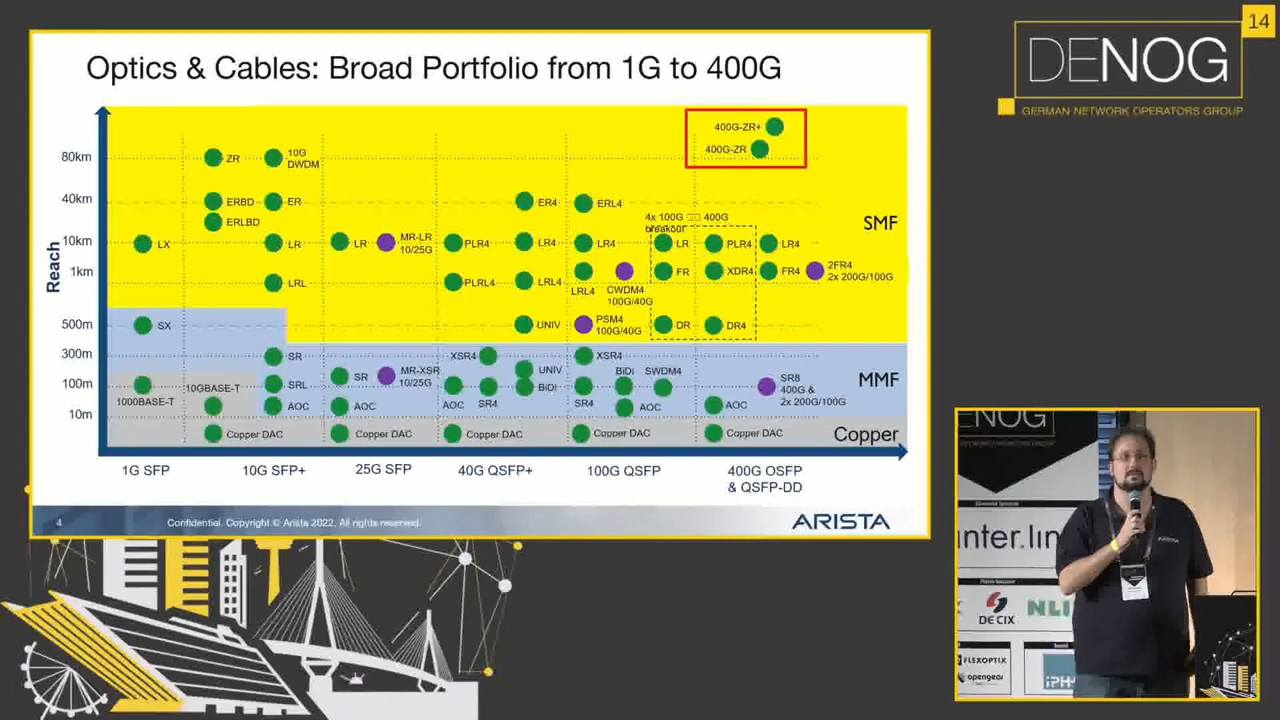 Optics & Cables: Broad Portfolio from 1G to 400G
14
DENOG
GERMAN NETWORK OPERATORS GROUP
Reach
80km
40km
10km
1km
500m
300m
100m
10m
400G-ZR+
400G-ZR
ZR
10G
DWDM
ERBD
ER
ER4
ERL4
ERLBD
4x 100G
400G
breakout
SMF
LX
LR
LR
MR-LR
10/25G
PLR4
LR4
LR4
LR
PLR4
LR4
LRL
PLRL4
LRL4
LRL4
CWDM4
100G/40G
FR
XDR4
FR4
2FR4
2x 200G/100G
SX
UNIV
PSM4
100G/40G
DR
DR4
SR
XSR4
XSR4
SR
MR-XSR
10/25G
UNIV
BiDi
SWDM4
SR8
400G &
2x 200G/100G
MMF
1000BASE-T
10GBASE-T
SRL
BiDI
AOC
AOC
AOC
SR4
SR4
AOC
AOC
Copper DAC
Copper DAC
Copper DAC
Copper DAC
Copper DAC
Copper
1G SFP
10G SFP+
25G SFP
40G QSFP+
100G QSFP
400G OSFP
& QSFP-DD
4
Confidential. Copyright © Arista 2022. All rights reserved.
ARISTA
ENOG
inter.lin
DE CIX
NLI
FLEXOPTIX
opengear
iPH